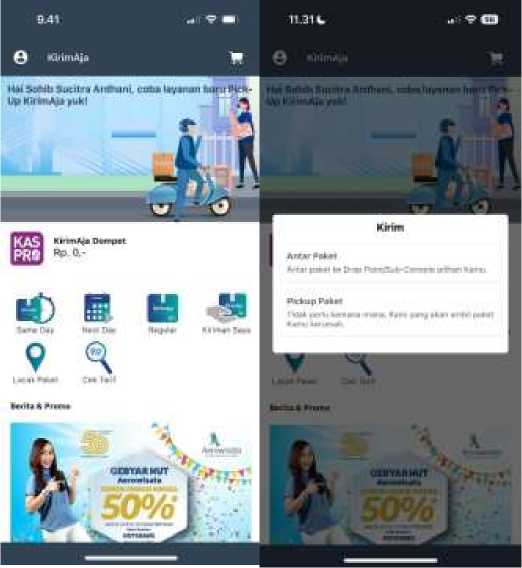 9.41
KirimAja
Hai Sohib Sucitra Ardhani, coba layanan baru Pick-
Up KirimAja yuk!
KAS
PRO
KirimAja Dompet
Rp. 0,-
Same Day
Next Day
Regular
Kiriman Saya
Lacak Paket
Cek Tarif
Berita & Promo
Aerowisata
GEBYAR HUT
Aerowisata
50%
11.31
KirimAja
Hai Sohib Sucitra Ardhani, coba layanan baru Pick-
Up KirimAja yuk!
Kirim
Antar Paket
Antar paket ke Drop Point/Sub-Console pilihan Kamu.
Pickup Paket
Tidak perlu kemana-mana, Kami yang akan ambil paket
Kamu kerumah.
Lacak Paket
Cek Tarif
Berita & Promo
Aerowisata
GEBYAR HUT
Aerowisata
50%